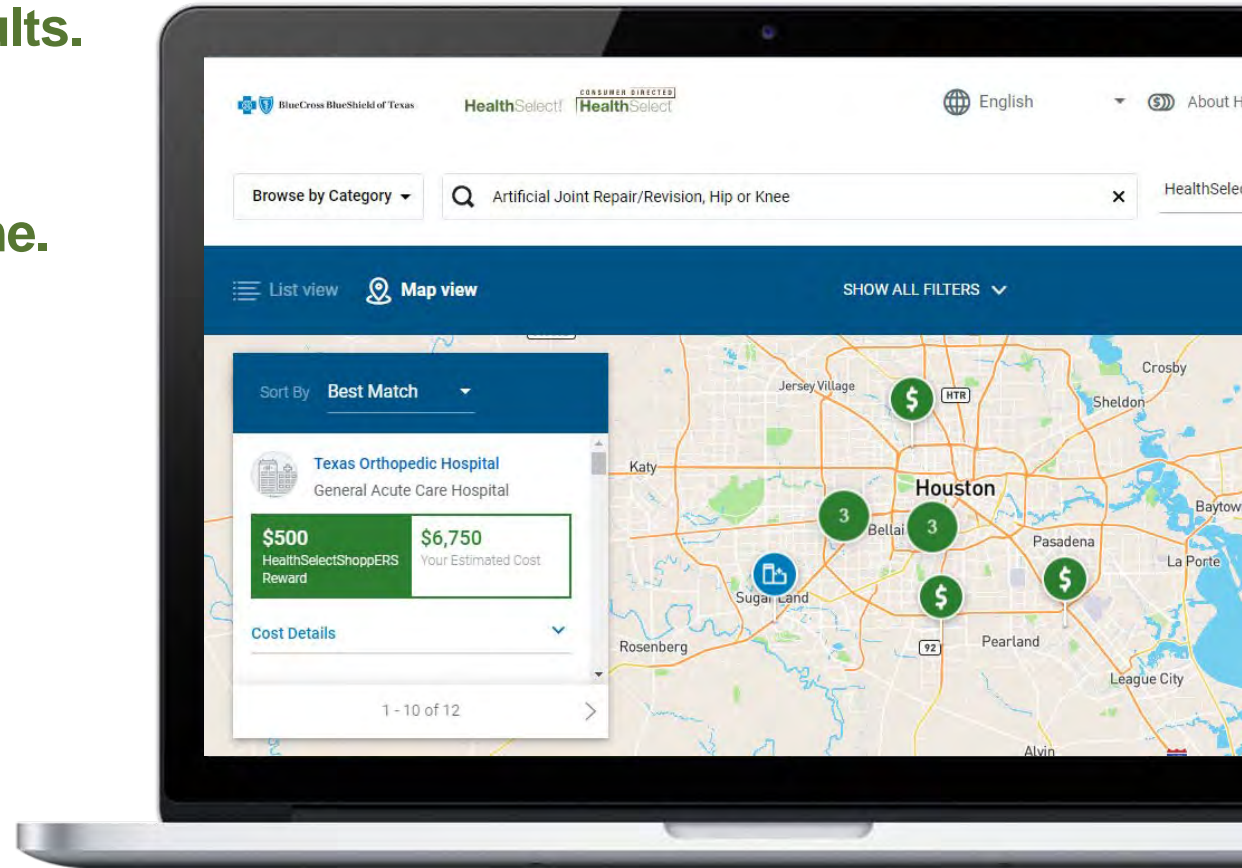 ults.
ne.
BlueCross BlueShield of Texas
HealthSelect
CONSUMER DIRECTED
HealthSelect
English
About H
Browse by Category
Artificial Joint Repair/Revision, Hip or Knee
HealthSelec
List view
Map view
SHOW ALL FILTERS
Sort By Best Match
Texas Orthopedic Hospital
General Acute Care Hospital
$500
HealthSelectShoppERS
Reward
$6,750
Your Estimated Cost
Cost Details
1 - 10 of 12
Crosby
Jersey Village
$
HTR
Sheldon
Katy
Houston
Baytow
3
Bellai
3
Pasadena
La Porte
Sugar Land
$
$
Rosenberg
92
Pearland
League City
Alvin